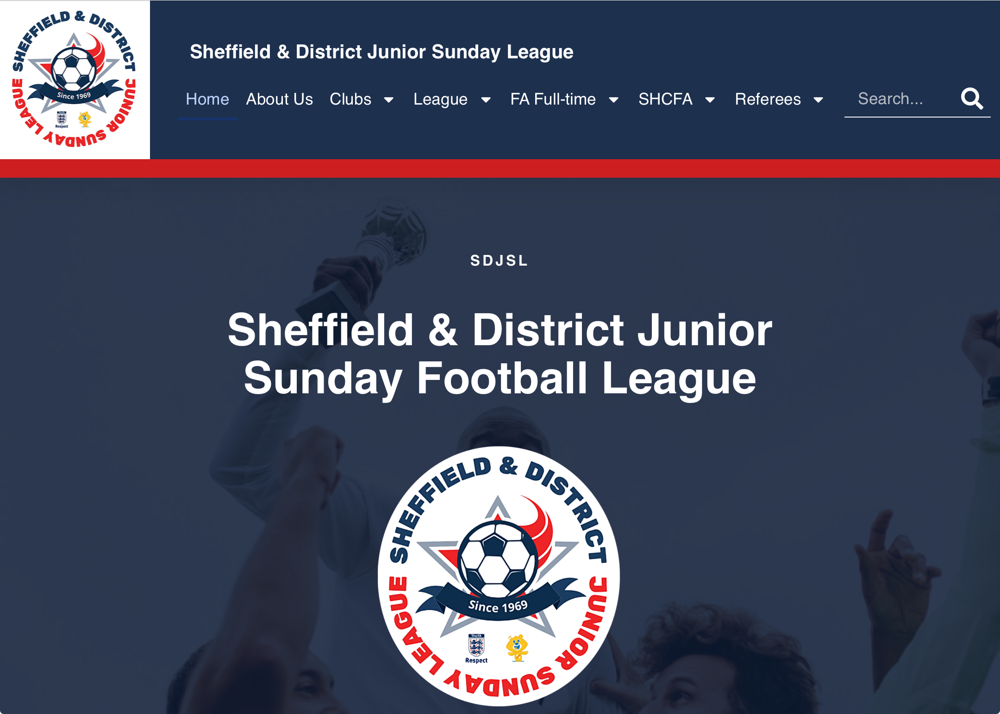 SHEFFIELD & DISTRICT JUNIOR SUNDAY LEAGUE
Since 1969
The FA
Respect
Sheffield & District Junior Sunday League
Home About Us Clubs League FA Full-time SHCFA Referees Search...
SDJSL
Sheffield & District Junior
Sunday Football League
SHEFFIELD & DISTRICT JUNIOR SUNDAY LEAGUE
Since 1969
The FA
Respect